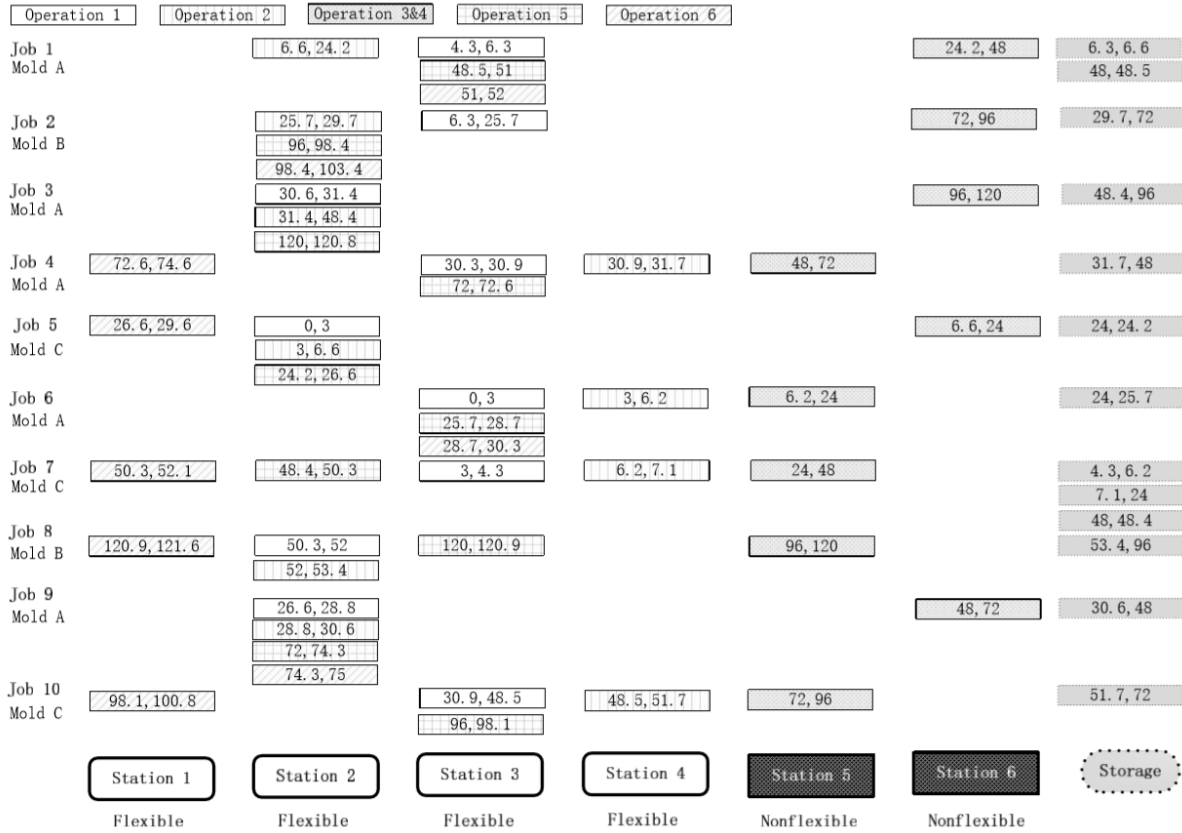 Operation 1 Operation 2 Operation 3&4 Operation 5 Operation 6
Job 1 6.6, 24.2 4.3, 6.3 24.2, 48 6.3, 6.6
Mold A 48.5, 51 48, 48.5
51, 52
Job 2 25.7, 29.7 6.3, 25.7 72, 96 29.7, 72
Mold B 96, 98.4
98.4, 103.4
Job 3 30.6, 31.4 96, 120 48.4, 96
Mold A 31.4, 48.4
120, 120.8
Job 4 72.6, 74.6 30.3, 30.9 30.9, 31.7 48, 72 31.7, 48
Mold A 72, 72.6
Job 5 26.6, 29.6 0, 3 6.6, 24 24, 24.2
Mold C 3, 6.6
24.2, 26.6
Job 6 0, 3 3, 6.2 6.2, 24 24, 25.7
Mold A 25.7, 28.7
28.7, 30.3
Job 7 50.3, 52.1 48.4, 50.3 3, 4.3 6.2, 7.1 24, 48 4.3, 6.2
Mold C 7.1, 24
48, 48.4
Job 8
Mold B 120.9, 121.6 50.3, 52 120, 120.9 96, 120 53.4, 96
52, 53.4
Job 9
Mold A 26.6, 28.8 48, 72 30.6, 48
28.8, 30.6
72, 74.3
74.3, 75
Job 10 98.1, 100.8 30.9, 48.5 48.5, 51.7 72, 96 51.7, 72
Mold C 96, 98.1
Station 1 Station 2 Station 3 Station 4 Station 5 Station 6 Storage
Flexible Flexible Flexible Flexible Nonflexible Nonflexible